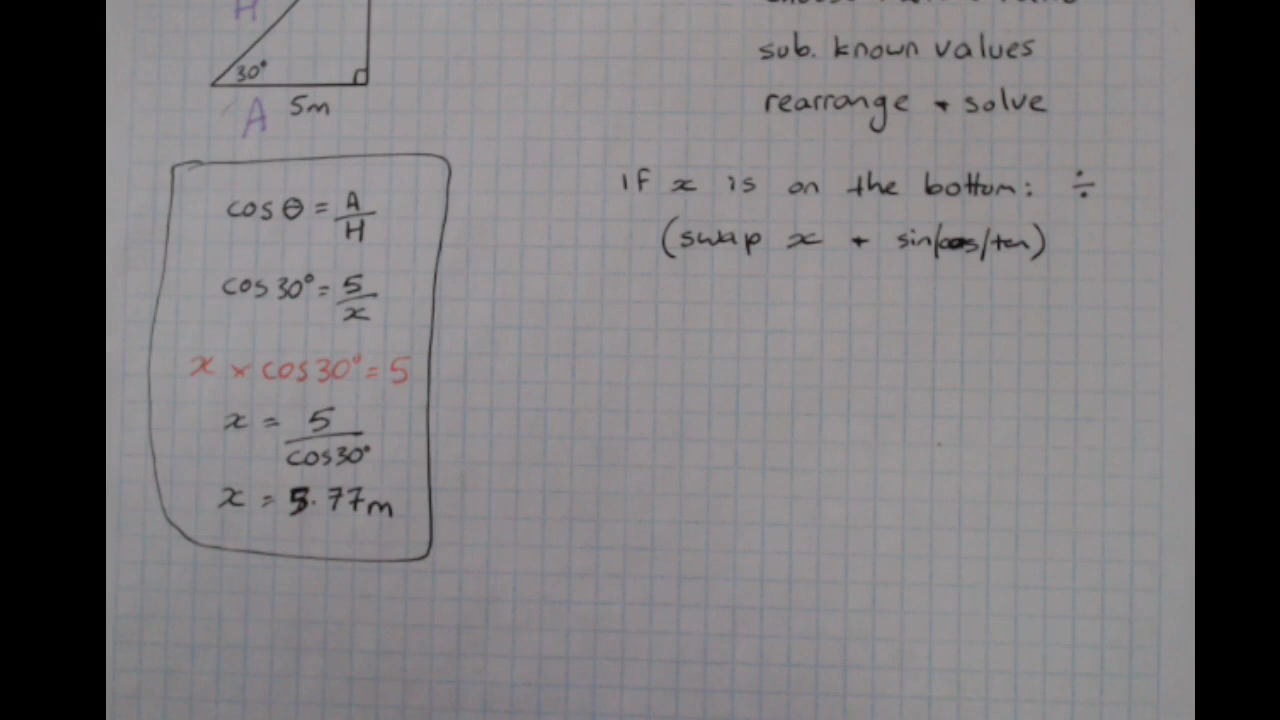 H
30°
5m
A
sub. known values
rearrange + solve
cos θ = A/H
cos 30° = 5/x
x × cos 30° = 5
x = 5/cos 30°
x = 5.77m
If x is on the bottom: ÷
(swap x + sin/cos/tan)